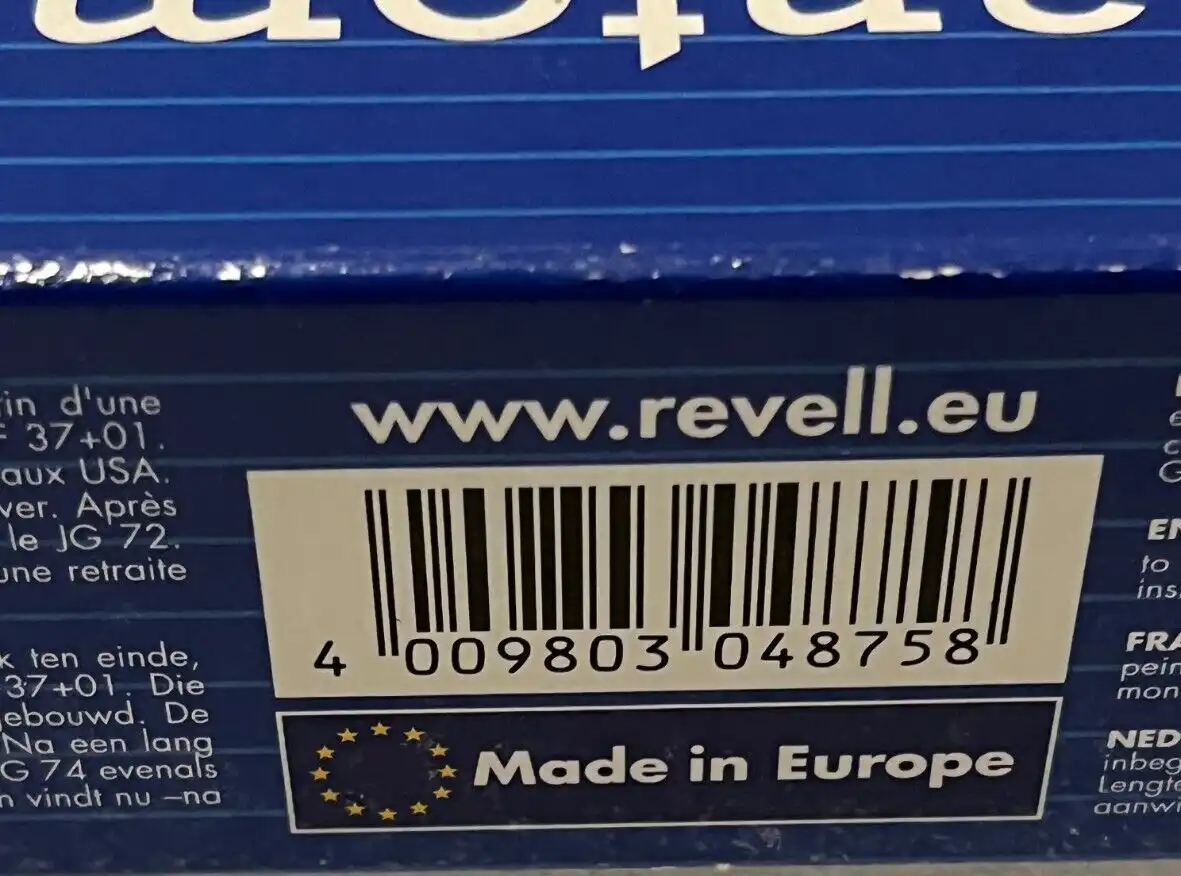 in d'une
37+01.
aux USA.
ver. Après
le JG 72.
une retraite
k ten einde,
37+01. Die
ebouwd. De
Na een lang
G 74 evenals
n vindt nu –na
www.revell.eu
4 009803 048758
Made in Europe
to
ins
FRA
pein
mon
NED
inbeg
Lengte
aanwi